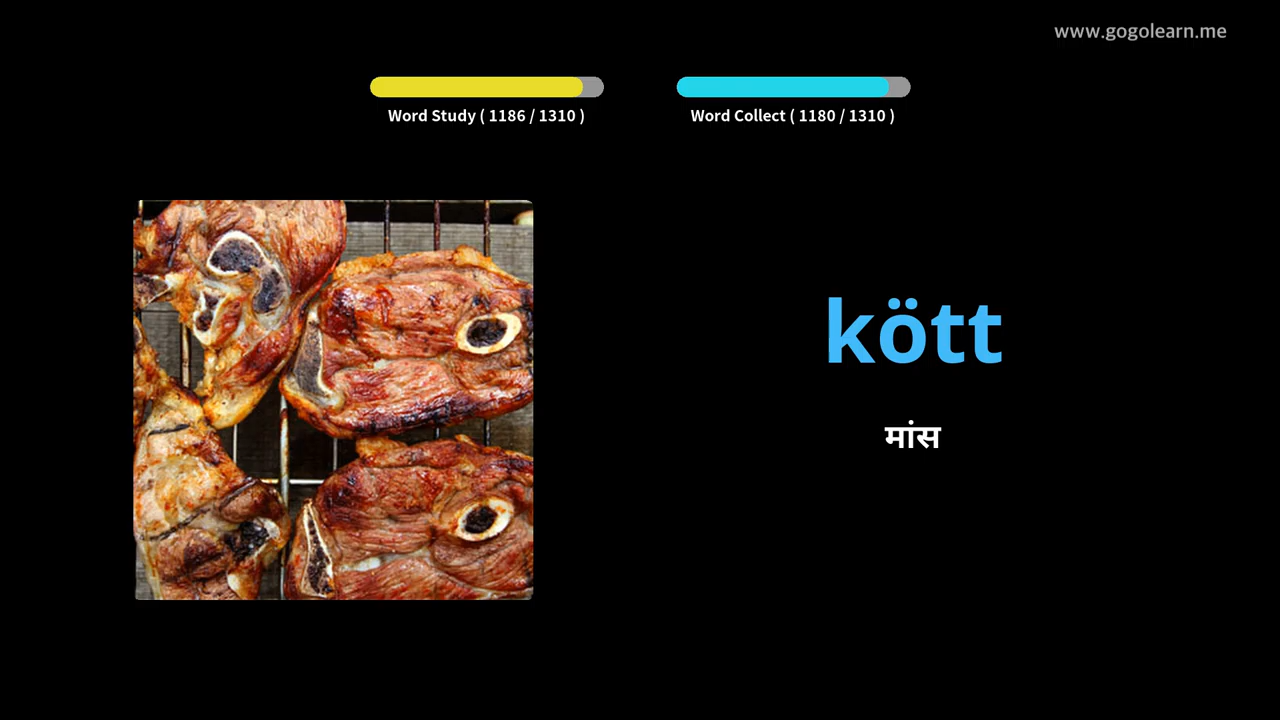 www.gogolearn.me
Word Study ( 1186 / 1310 )
Word Collect ( 1180 / 1310 )
kött
मांस